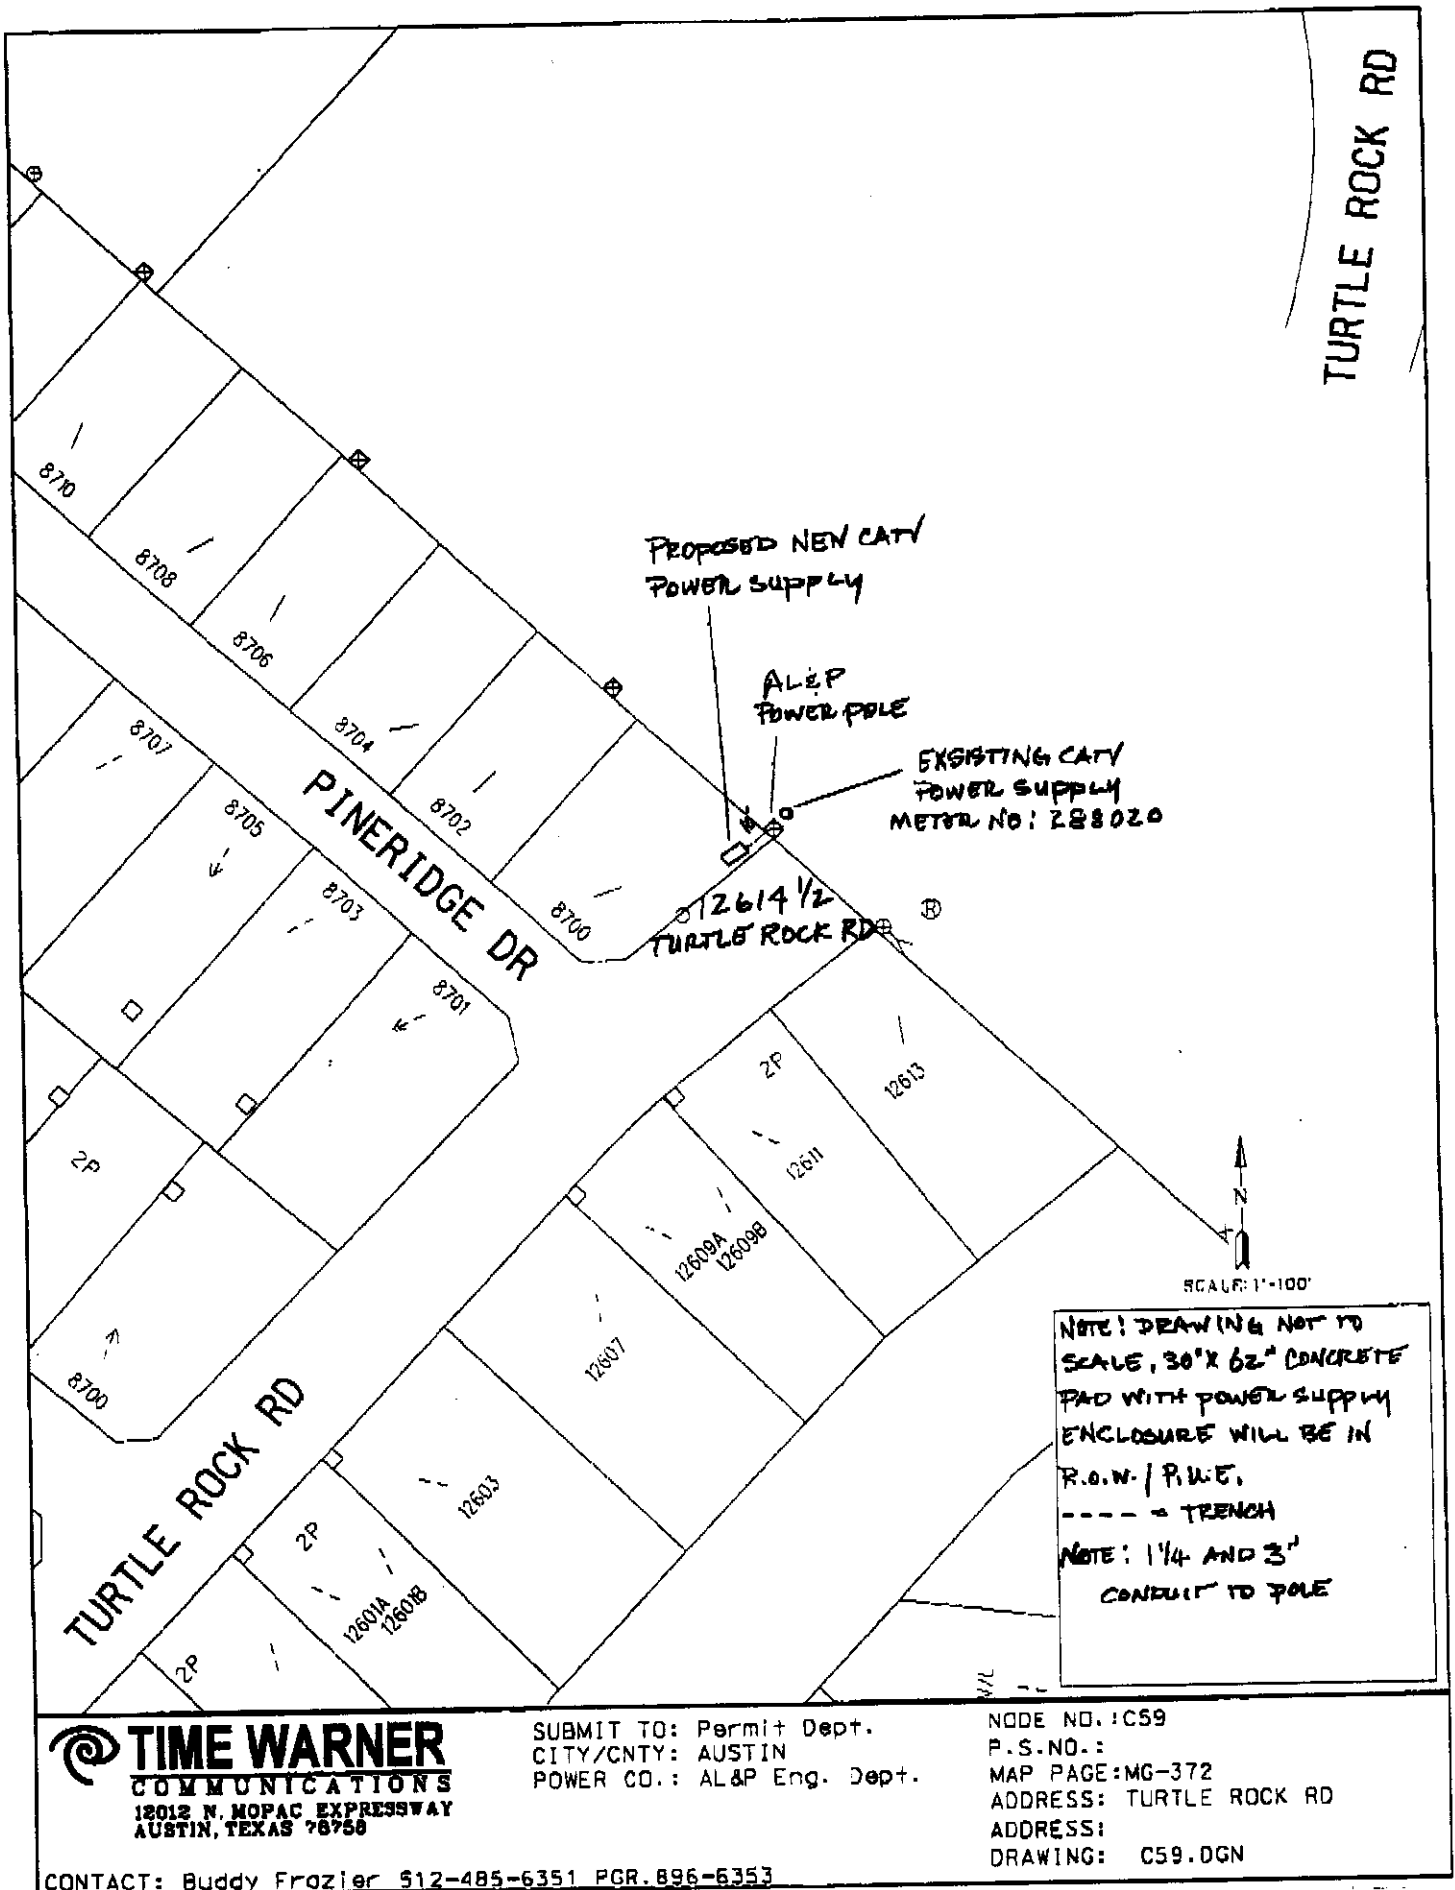 TURTLE ROCK RD
8710
8708
8706
8704
8702
8700
PROPOSED NEW CATV
POWER SUPPLY
AL&P
POWER POLE
EXSISTING CATV
POWER SUPPLY
METER NO: 288020
12614 1/2
TURTLE ROCK RD
R
PINERIDGE DR
8707
8705
8703
8701
2P
8700
TURTLE ROCK RD
2P
12613
12611
12609A
12609B
12607
12603
2P
12601A
12601B
2P
N
SCALE: 1"-100'
NOTE: DRAWING NOT TO
SCALE, 30" X 62" CONCRETE
PAD WITH POWER SUPPLY
ENCLOSURE WILL BE IN
R.O.W. / P.U.E.
---- = TRENCH
NOTE: 1 1/4 AND 3"
CONDUIT TO POLE
TIME WARNER
COMMUNICATIONS
12012 N. MOPAC EXPRESSWAY
AUSTIN, TEXAS 78758
SUBMIT TO: Permit Dept.
CITY/CNTY: AUSTIN
POWER CO.: AL&P Eng. Dept.
NODE NO.:C59
P.S.NO.:
MAP PAGE:MG-372
ADDRESS: TURTLE ROCK RD
ADDRESS:
DRAWING: C59.DGN
CONTACT: Buddy Frazier 512-485-6351 PGR.896-6353